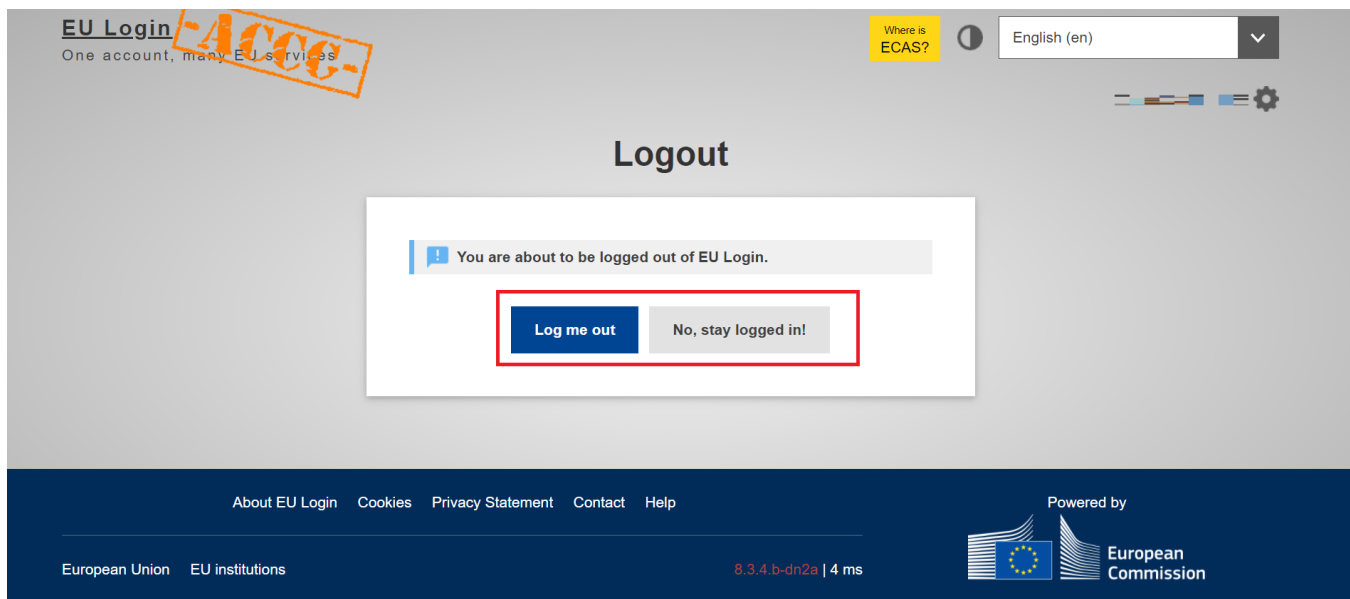 EU Login
-ACCC-
One account, many EU services
Where is
ECAS?
English (en)
Logout
You are about to be logged out of EU Login.
Log me out
No, stay logged in!
About EU Login Cookies Privacy Statement Contact Help
Powered by
European Union EU institutions
8.3.4.b-dn2a | 4 ms
European
Commission